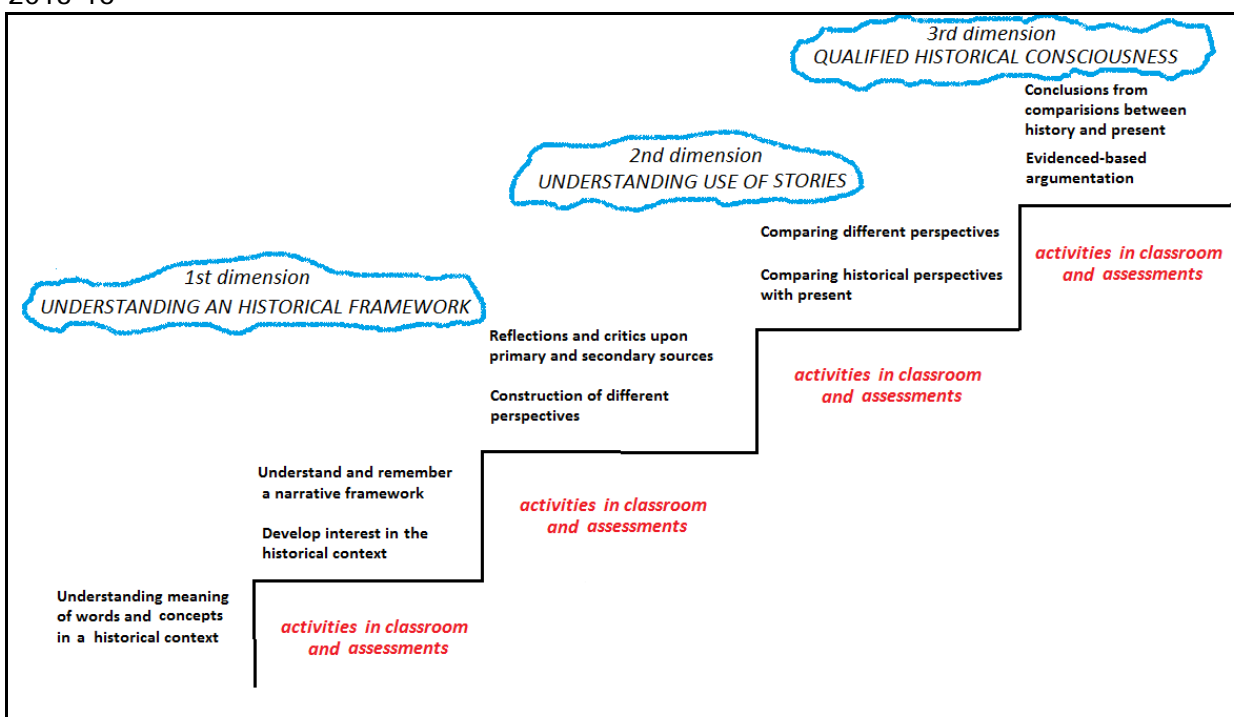 3rd dimension
QUALIFIED HISTORICAL CONSCIOUSNESS
Conclusions from
comparisions between
history and present
Evidenced-based
argumentation
2nd dimension
UNDERSTANDING USE OF STORIES
Comparing different perspectives
Comparing historical perspectives
with present
activities in classroom
and assessments
1st dimension
UNDERSTANDING AN HISTORICAL FRAMEWORK
Reflections and critics upon
primary and secondary sources
Construction of different
perspectives
activities in classroom
and assessments
Understand and remember
a narrative framework
Develop interest in the
historical context
activities in classroom
and assessments
Understanding meaning
of words and concepts
in a historical context
activities in classroom
and assessments